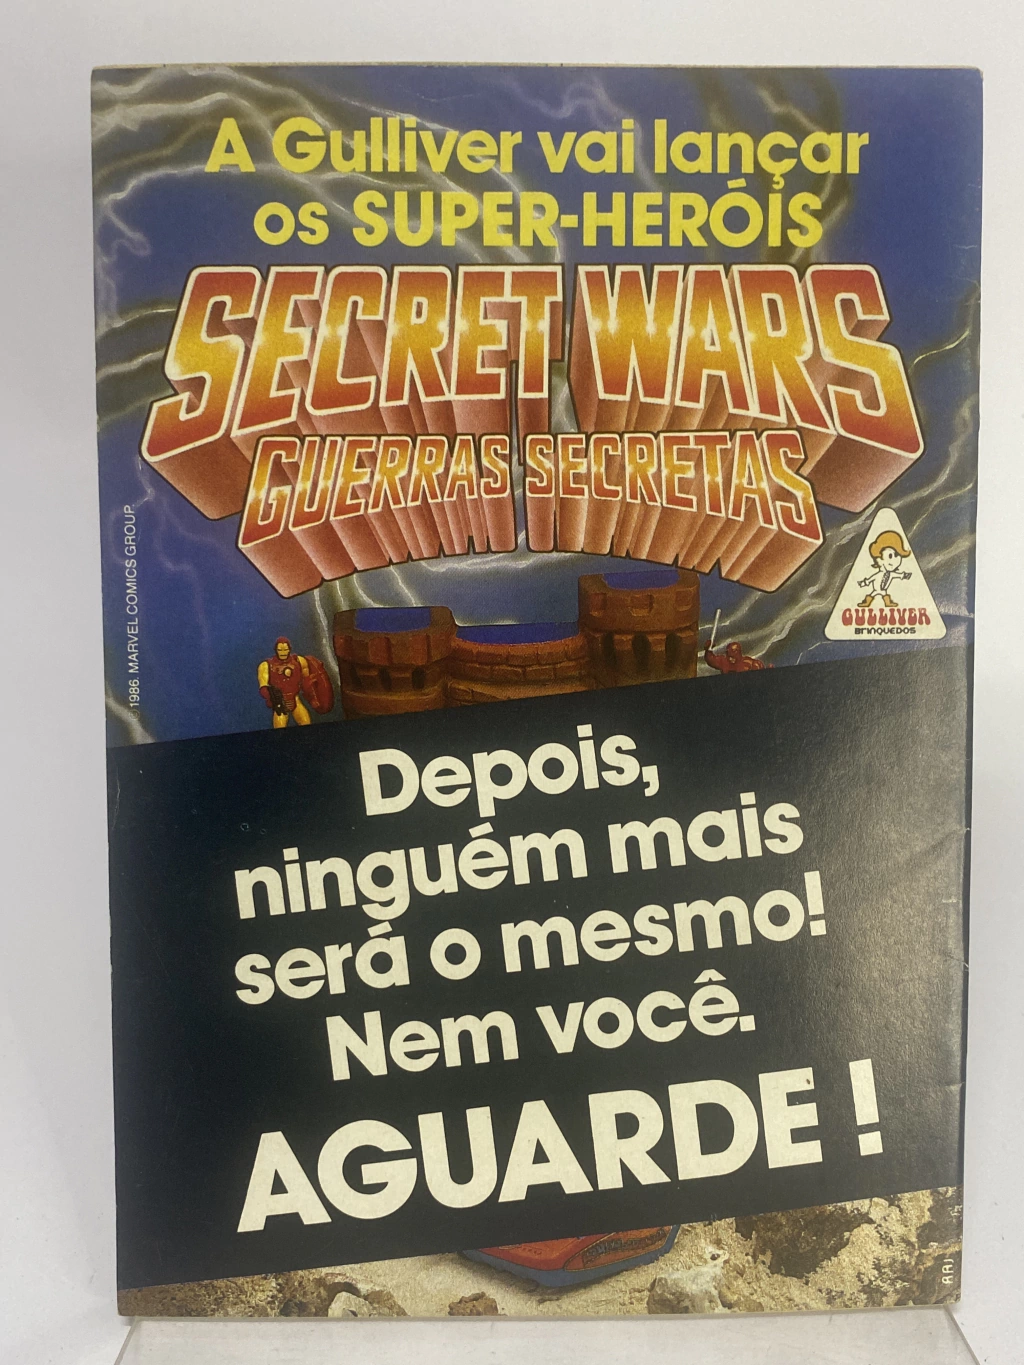 A Gulliver vai lançar
os SUPER-HERÓIS
SECRET WARS
GUERRAS SECRETAS
©1986. MARVEL COMICS GROUP.
GULLIVER
BRINQUEDOS
Depois,
ninguém mais
será o mesmo!
Nem você.
AGUARDE!